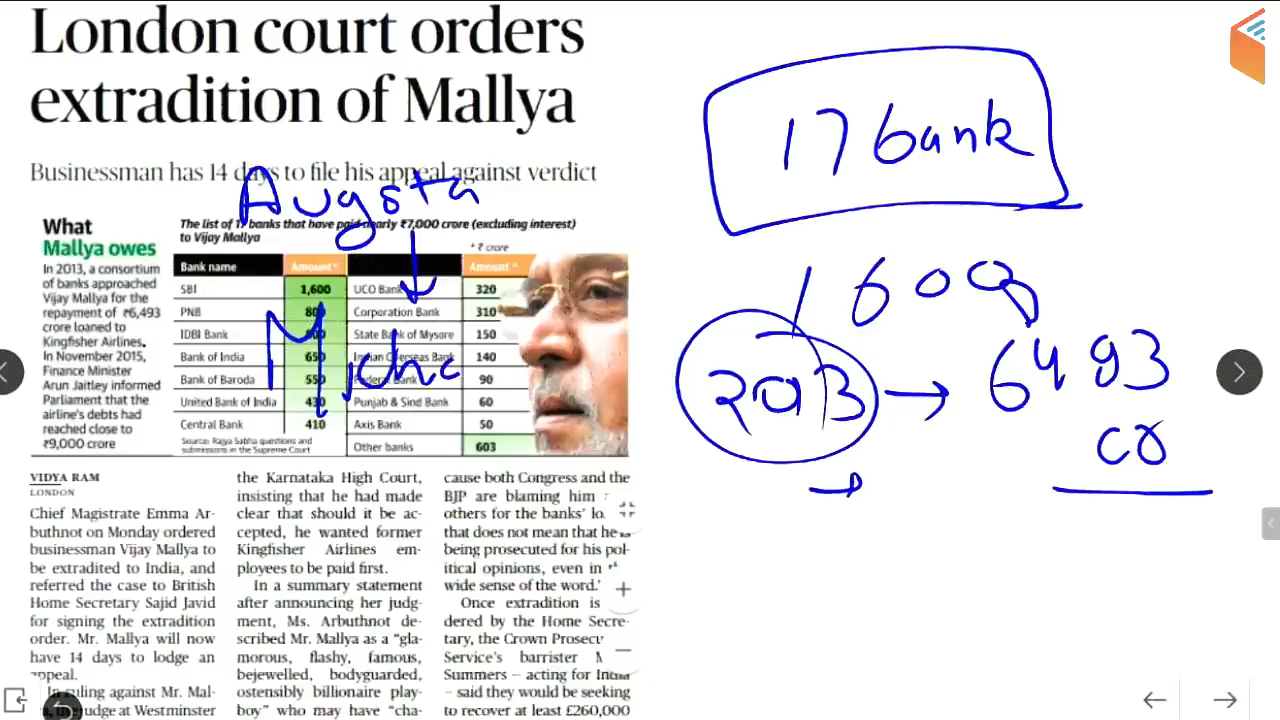 London court orders
extradition of Mallya
Businessman has 14 days to file his appeal against verdict
Augsta
Mich
What
Mallya owes
In 2013, a consortium
of banks approached
Vijay Mallya for the
repayment of ₹6,493
crore loaned to
Kingfisher Airlines.
In November 2015,
Finance Minister
Arun Jaitley informed
Parliament that the
airline's debts had
reached close to
₹9,000 crore
The list of 17 banks that have paid nearly ₹7,000 crore (excluding interest)
to Vijay Mallya
* ₹ crore
Bank name Amount* Amount *
SBI 1,600 UCO Bank 320
PNB Corporation Bank 310
IDBI Bank State Bank of Mysore 150
Bank of India 650 Indian Overseas Bank 140
Bank of Baroda 550 Federal Bank 90
United Bank of India 430 Punjab & Sind Bank 60
Central Bank 410 Axis Bank 50
Other banks 603
Source: Rajya Sabha questions and
submissions in the Supreme Court
VIDYA RAM
LONDON
Chief Magistrate Emma Ar-
buthnot on Monday ordered
businessman Vijay Mallya to
be extradited to India, and
referred the case to British
Home Secretary Sajid Javid
for signing the extradition
order. Mr. Mallya will now
have 14 days to lodge an
appeal.
In ruling against Mr. Mal-
judge at Westminster
the Karnataka High Court,
insisting that he had made
clear that should it be ac-
cepted, he wanted former
Kingfisher Airlines em-
ployees to be paid first.
In a summary statement
after announcing her judg-
ment, Ms. Arbuthnot de-
scribed Mr. Mallya as a “gla-
morous, flashy, famous,
bejewelled, bodyguarded,
ostensibly billionaire play-
boy” who may have “cha-
cause both Congress and the
BJP are blaming him
others for the banks' lo
that does not mean that he
being prosecuted for his pol-
itical opinions, even in
wide sense of the word.'
Once extradition is
dered by the Home Secre-
tary, the Crown Prosecu
Service's barrister M
Summers – acting for India
– said they would be seeking
to recover at least £260,000
17 bank
1600
2013 → 6493
cr